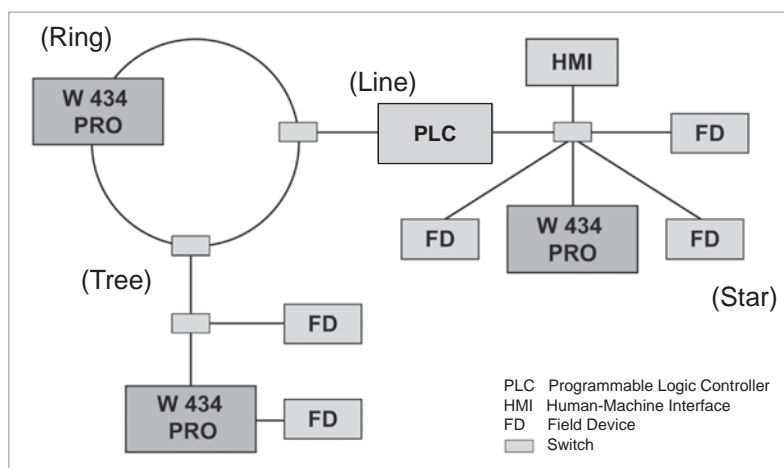 (Ring)
HMI
(Line)
W 434
PRO
PLC
FD
FD
W 434
PRO
FD
(Tree)
(Star)
FD
W 434
PRO
FD
PLC Programmable Logic Controller
HMI Human-Machine Interface
FD Field Device
Switch